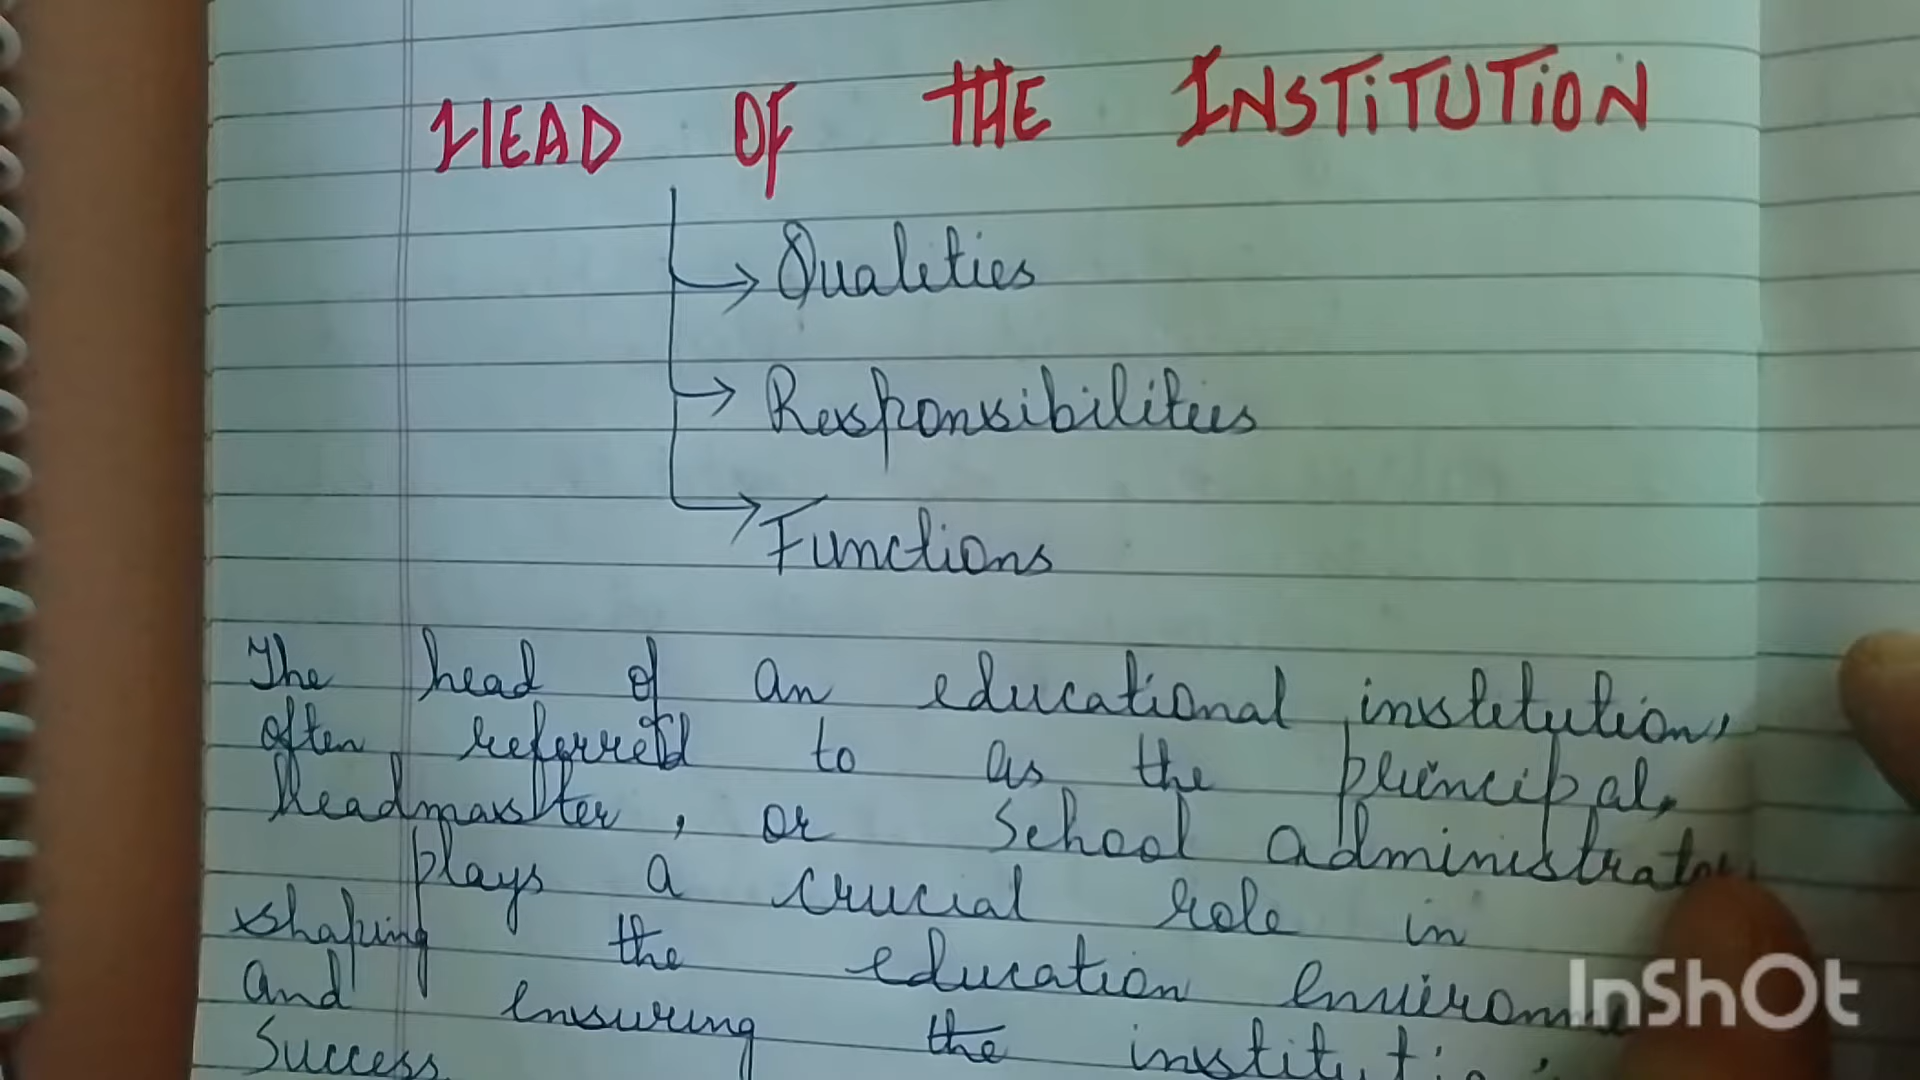 HEAD OF THE INSTITUTION
Qualities
Responsibilities
Functions
The head of an educational institution,
often referred to as the principal,
Headmaster, or School administrator
plays a crucial role in
shaping the education
and ensuring the
Success
InShOt